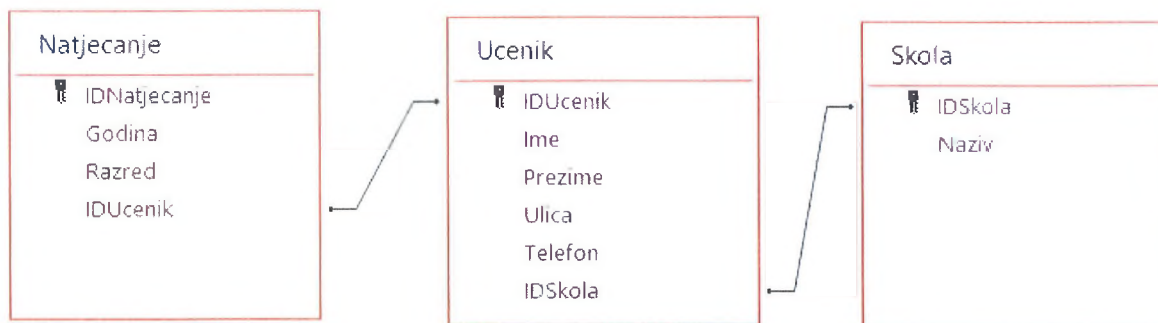 Natjecanje
IDNatjecanje
Godina
Razred
IDUcenik
Ucenik
IDUcenik
Ime
Prezime
Ulica
Telefon
IDSkola
Skola
IDSkola
Naziv